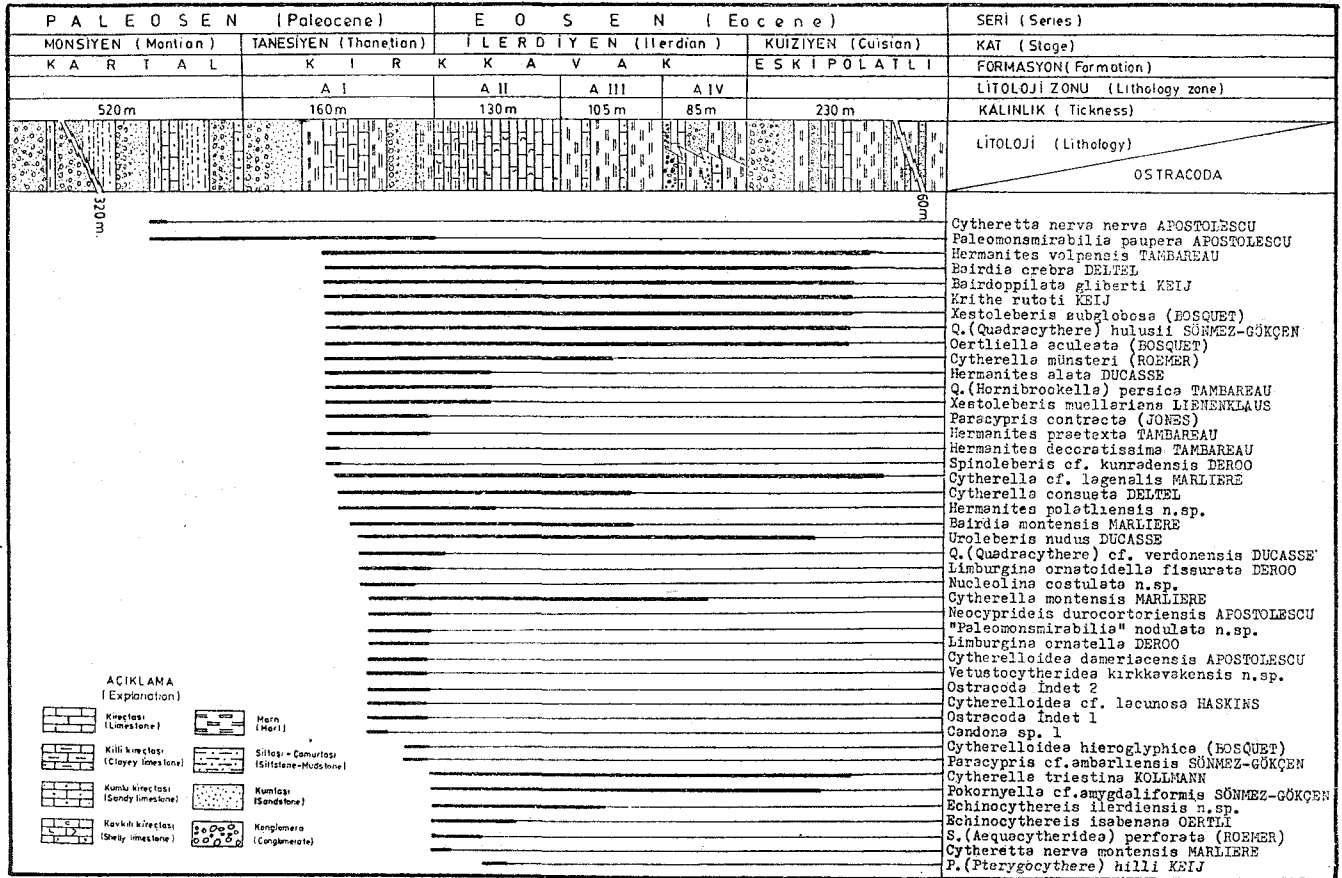 PALEOSEN (Paleocene) EOSEN (Eocene) SERİ (Series)
MONSİYEN (Montian) TANESİYEN (Thanetian) İLERDİYEN (Ilerdian) KUİZİYEN (Cuisian) KAT (Stage)
KARTAL KIRKKAVAK ESKİPOLATLI FORMASYON (Formation)
A I A II A III A IV LİTOLOJİ ZONU (Lithology zone)
520 m 160 m 130 m 105 m 85 m 230 m KALINLIK (Tickness)
LİTOLOJİ (Lithology)
OSTRACODA
320 m
60 m
Cytheretta nerva nerva APOSTOLESCU
Paleomonsmirabilia paupera APOSTOLESCU
Hermanites volpensis TAMBAREAU
Bairdia crebra DELTEL
Bairdoppilata gliberti KEIJ
Krithe rutoti KEIJ
Xestoleberis subglobosa (BOSQUET)
Q.(Quadracythere) hulusii SÖNMEZ-GÖKÇEN
Oertliella aculeata (BOSQUET)
Cytherella münsteri (ROEMER)
Hermanites alata DUCASSE
Q.(Hornibrookella) persica TAMBAREAU
Xestoleberis muellariana LIENENKLAUS
Paracypris contracta (JONES)
Hermanites praetexta TAMBAREAU
Hermanites decoratissima TAMBAREAU
Spinoleberis cf. kunradensis DEROO
Cytherella cf. lagenalis MARLIERE
Cytherella consueta DELTEL
Hermanites polatliensis n.sp.
Bairdia montensis MARLIERE
Uroleberis nudus DUCASSE
Q.(Quadracythere) cf. verdonensis DUCASSE
Limburgina ornatoidella fissurata DEROO
Nucleolina costulata n.sp.
Cytherella montensis MARLIERE
Neocyprideis durocortoriensis APOSTOLESCU
"Paleomonsmirabilia" nodulata n.sp.
Limburgina ornatella DEROO
Cytherelloidea dameriacensis APOSTOLESCU
Vetustocytheridea kırkkavakensis n.sp.
Ostracoda İndet 2
Cytherelloidea cf. lacunosa HASKINS
Ostracoda İndet 1
Candona sp. 1
Cytherelloidea hieroglyphica (BOSQUET)
Paracypris cf.ambarliensis SÖNMEZ-GÖKÇEN
Cytherella triestina KOLLMANN
Pokornyella cf.amygdaliformis SÖNMEZ-GÖKÇEN
Echinocythereis ilerdiensis n.sp.
Echinocythereis isabenana OERTLI
S.(Aequacytheridea) perforata (ROEMER)
Cytheretta nerva montensis MARLIERE
P.(Pterygocythere) hilli KEIJ
AÇIKLAMA
(Explanation)
Kireçtaşı
(Limestone)
Marn
(Marl)
Killi kireçtaşı
(Clayey limestone)
Silttaşı - Çamurtaşı
(Siltstone-Mudstone)
Kumlu kireçtaşı
(Sandy limestone)
Kumtaşı
(Sandstone)
Kavkılı kireçtaşı
(Shelly limestone)
Konglomera
(Conglomerate)